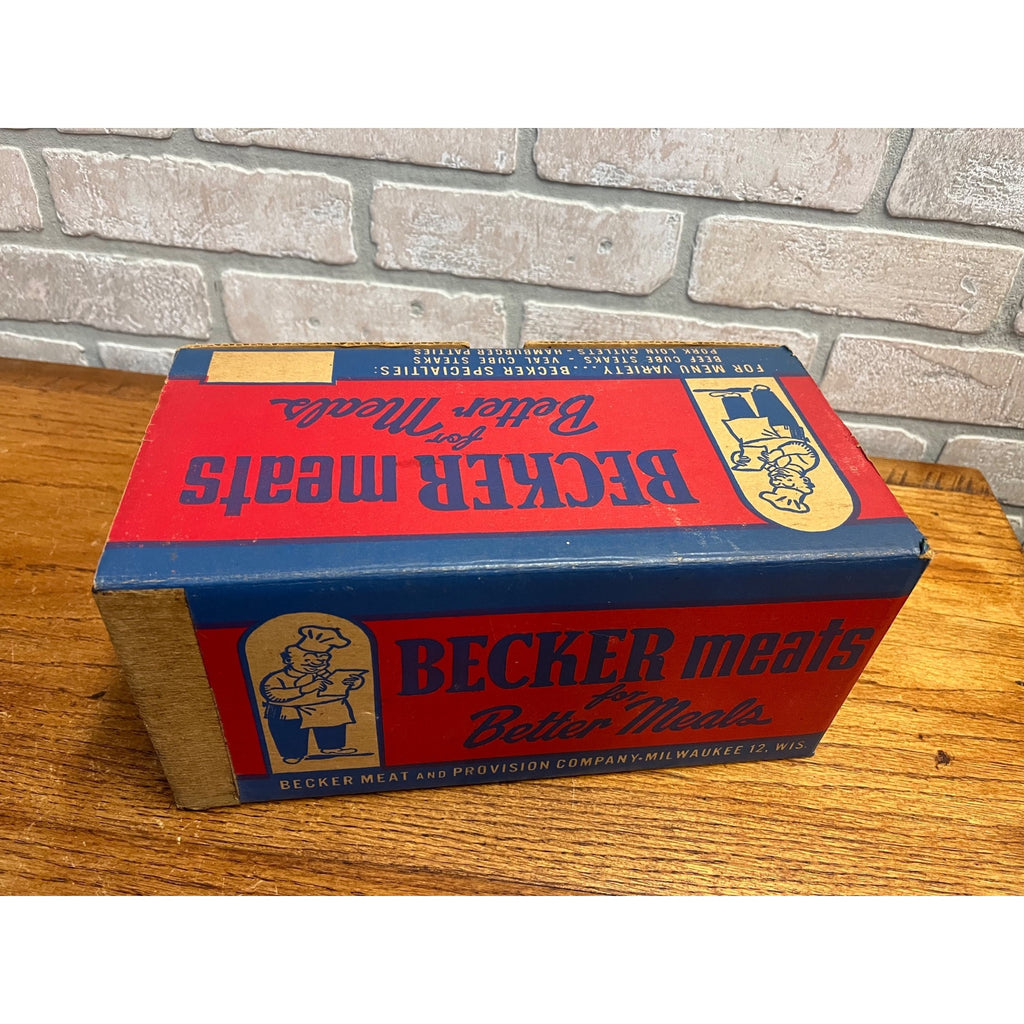 FOR MENU VARIETY...BECKER SPECIALTIES:
BEEF CUBE STEAKS - VEAL CUBE STEAKS
PORK LOIN CUTLETS - HAMBURGER PATTIES
BECKER meats
for
Better Meals
BECKER meats
for
Better Meals
BECKER MEAT AND PROVISION COMPANY-MILWAUKEE 12, WIS.